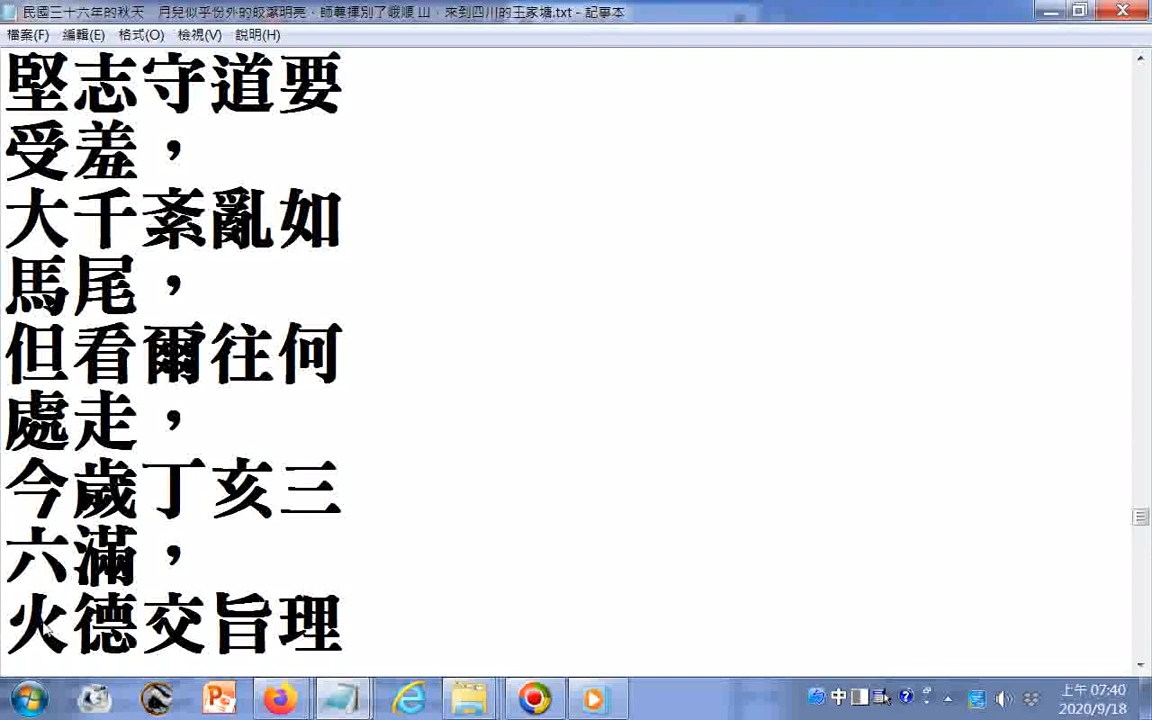 民國三十六年的秋天　月兒似乎份外的皎潔明亮，師尊揮別了峨順山，來到四川的王家塘.txt - 記事本
檔案(F) 編輯(E) 格式(O) 檢視(V) 說明(H)
堅志守道要
受羞，
大千紊亂如
馬尾，
但看爾往何
處走，
今歲丁亥三
六滿，
火德交旨理
中
上午 07:40
2020/9/18